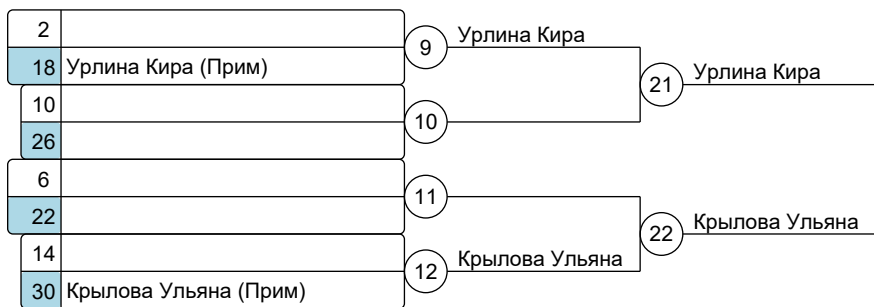 2
18 Урлина Кира (Прим)
9 Урлина Кира
10
26
10
21 Урлина Кира
6
22
11
14
30 Крылова Ульяна (Прим)
12 Крылова Ульяна
22 Крылова Ульяна